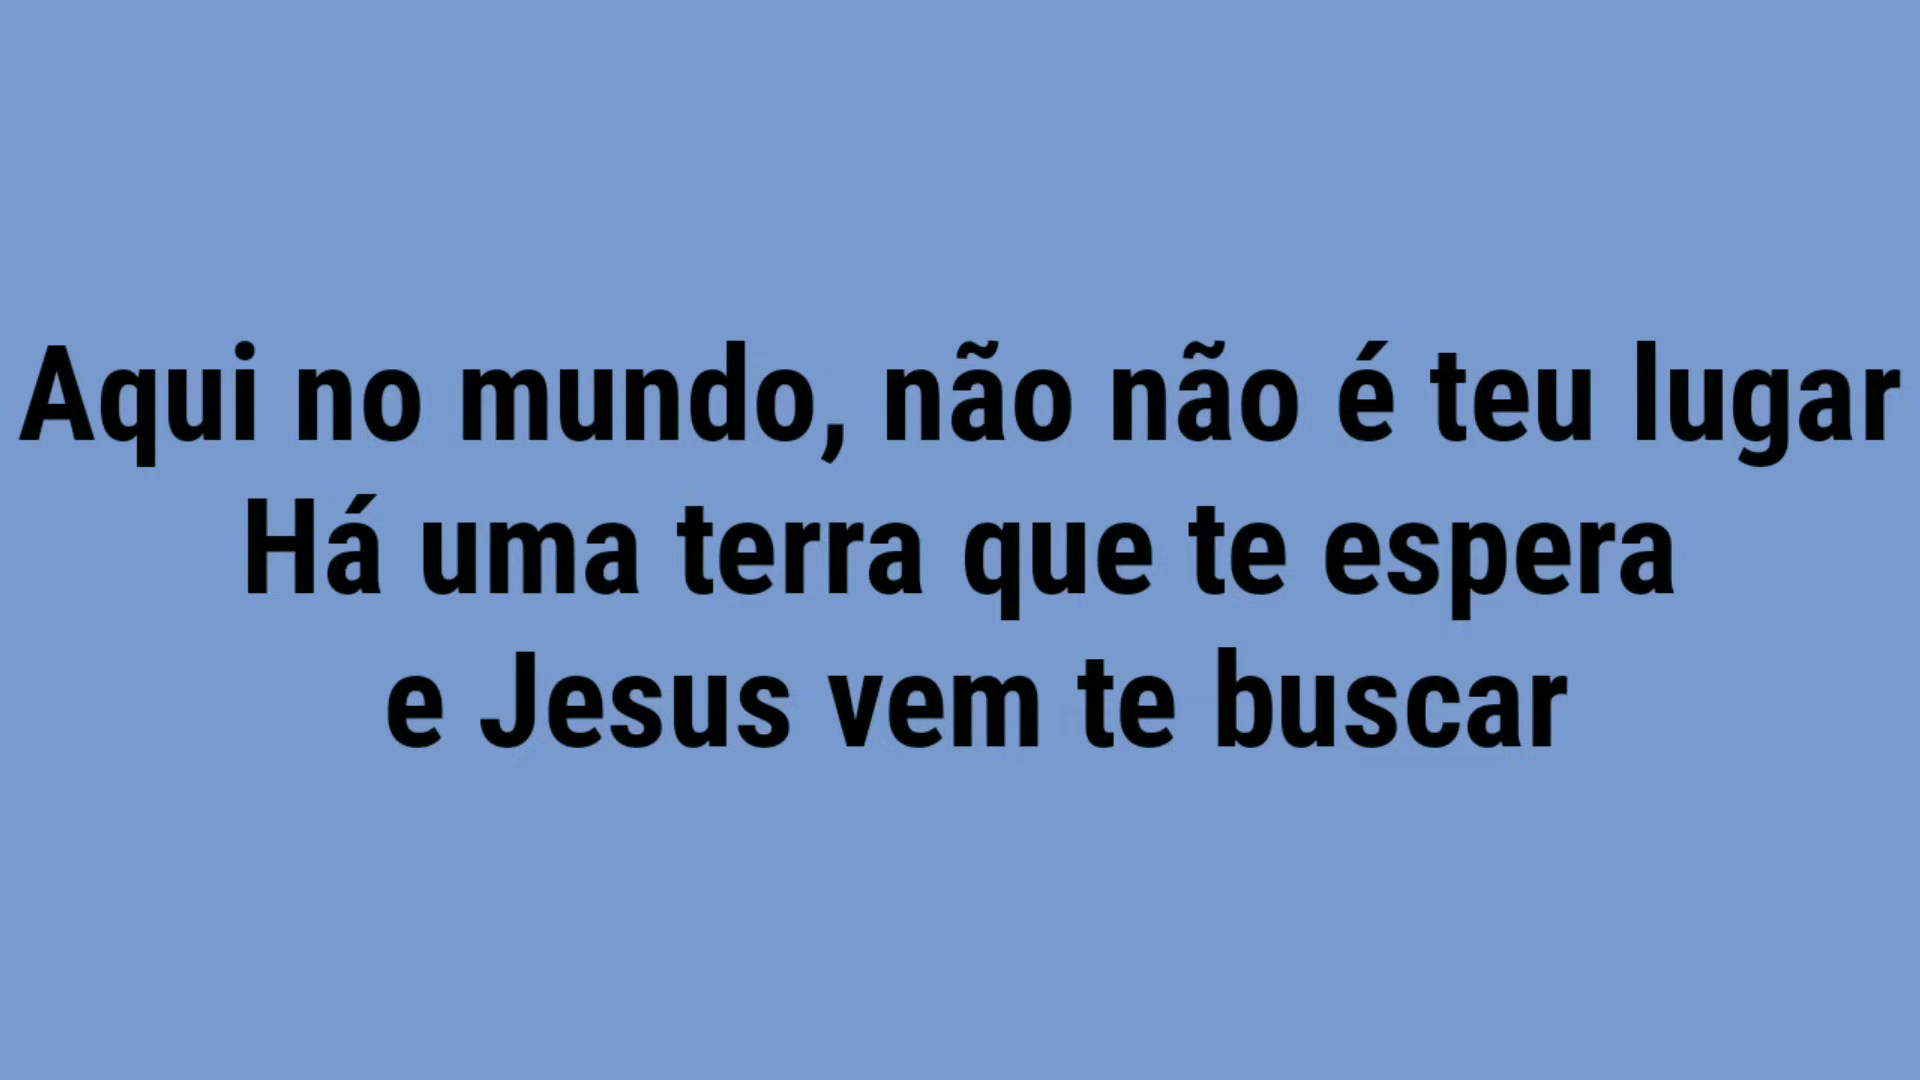 Aqui no mundo, não não é teu lugar
Há uma terra que te espera
e Jesus vem te buscar